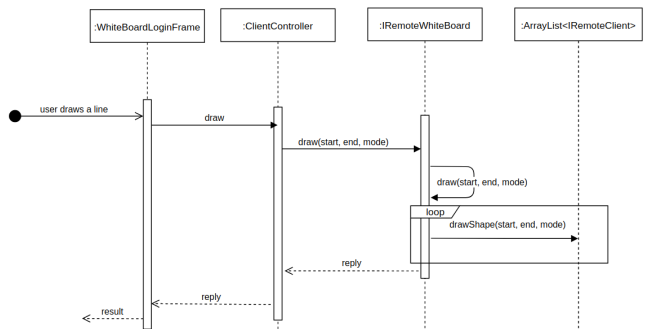 :WhiteBoardLoginFrame
:ClientController
:IRemoteWhiteBoard
:ArrayList<IRemoteClient>
user draws a line
draw
draw(start, end, mode)
draw(start, end, mode)
loop
drawShape(start, end, mode)
reply
reply
result